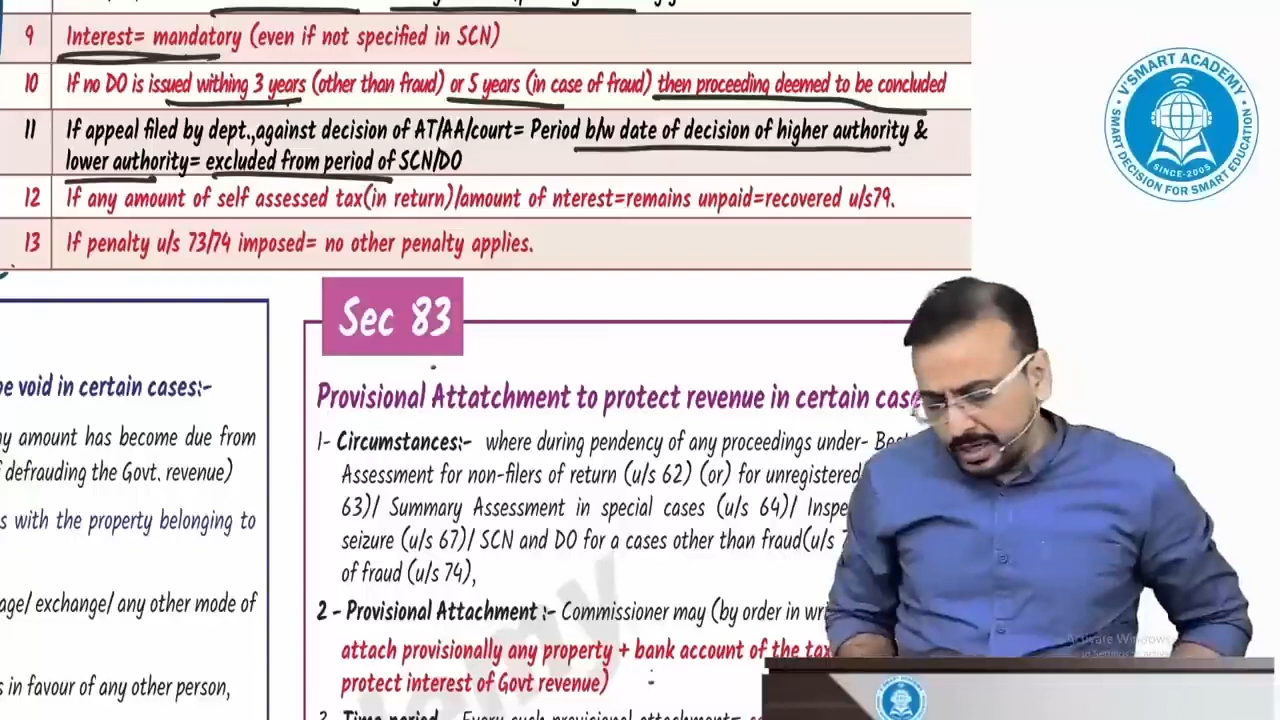 9 Interest= mandatory (even if not specified in SCN)
10 If no DO is issued withing 3 years (other than fraud) or 5 years (in case of fraud) then proceeding deemed to be concluded
11 If appeal filed by dept.,against decision of AT/AA/court= Period b/w date of decision of higher authority &
lower authority= excluded from period of SCN/DO
12 If any amount of self assessed tax(in return)/amount of nterest=remains unpaid=recovered u/s79.
13 If penalty u/s 73/74 imposed= no other penalty applies.
V'SMART ACADEMY
SINCE-2005
SMART DECISION FOR SMART EDUCATION
be void in certain cases:-
amount has become due from
defrauding the Govt. revenue)
with the property belonging to
exchange/ any other mode of
in favour of any other person,
Sec 83
Provisional Attatchment to protect revenue in certain
1- Circumstances:- where during pendency of any proceedings under-
Assessment for non-filers of return (u/s 62) (or) for unregistered
63)/ Summary Assessment in special cases (u/s 64)/
seizure (u/s 67)/ SCN and DO for a cases other than fraud(u/s
of fraud (u/s 74),
2 - Provisional Attachment :- Commissioner may (by order in
attach provisionally any property + bank account of the
protect interest of Govt revenue)
Time period - Every such provisional attachment=
Activate Windows